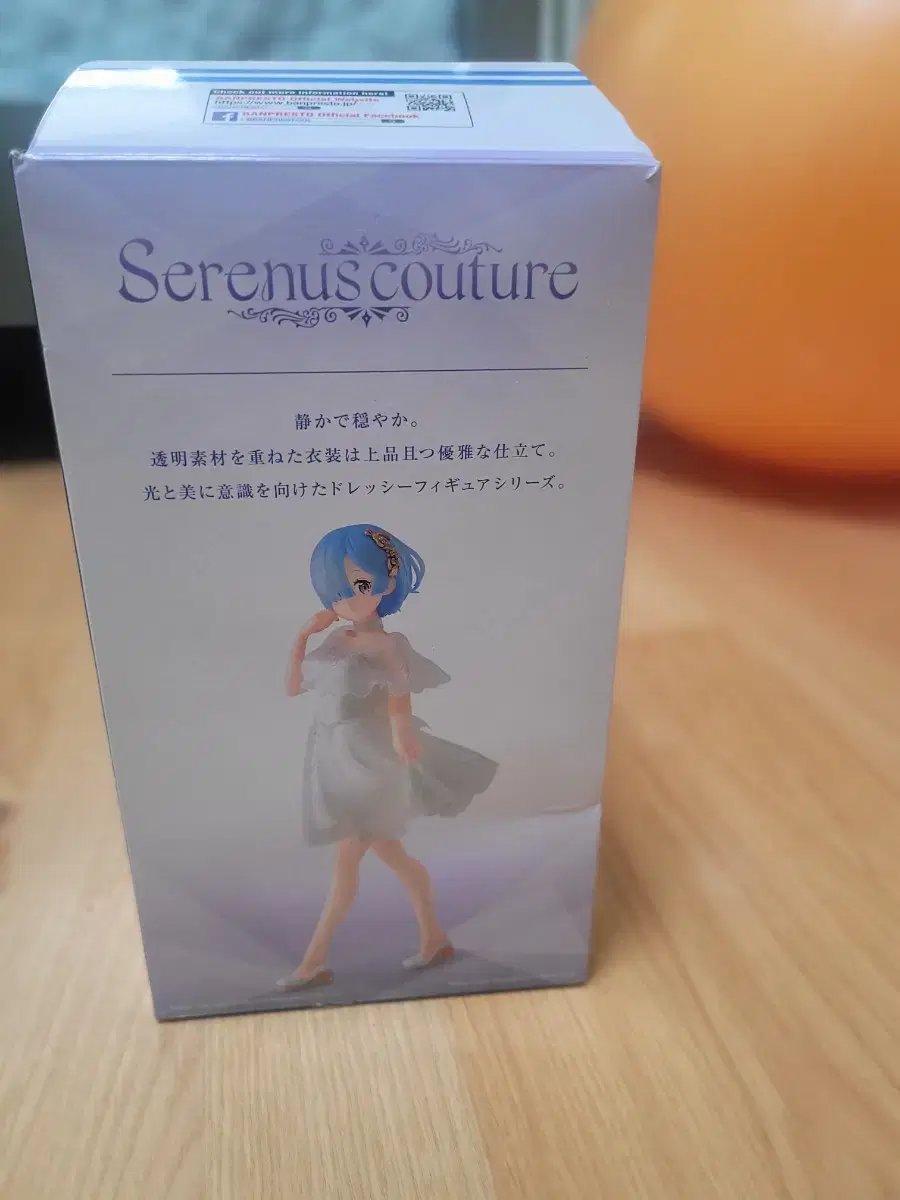 Check out more information here!
BANPRESTO Official Website
https://www.banpresto.jp/
BANPRESTO Official Facebook
Serenus couture
静かで穏やか。
透明素材を重ねた衣装は上品且つ優雅な仕立て。
光と美に意識を向けたドレッシーフィギュアシリーズ。